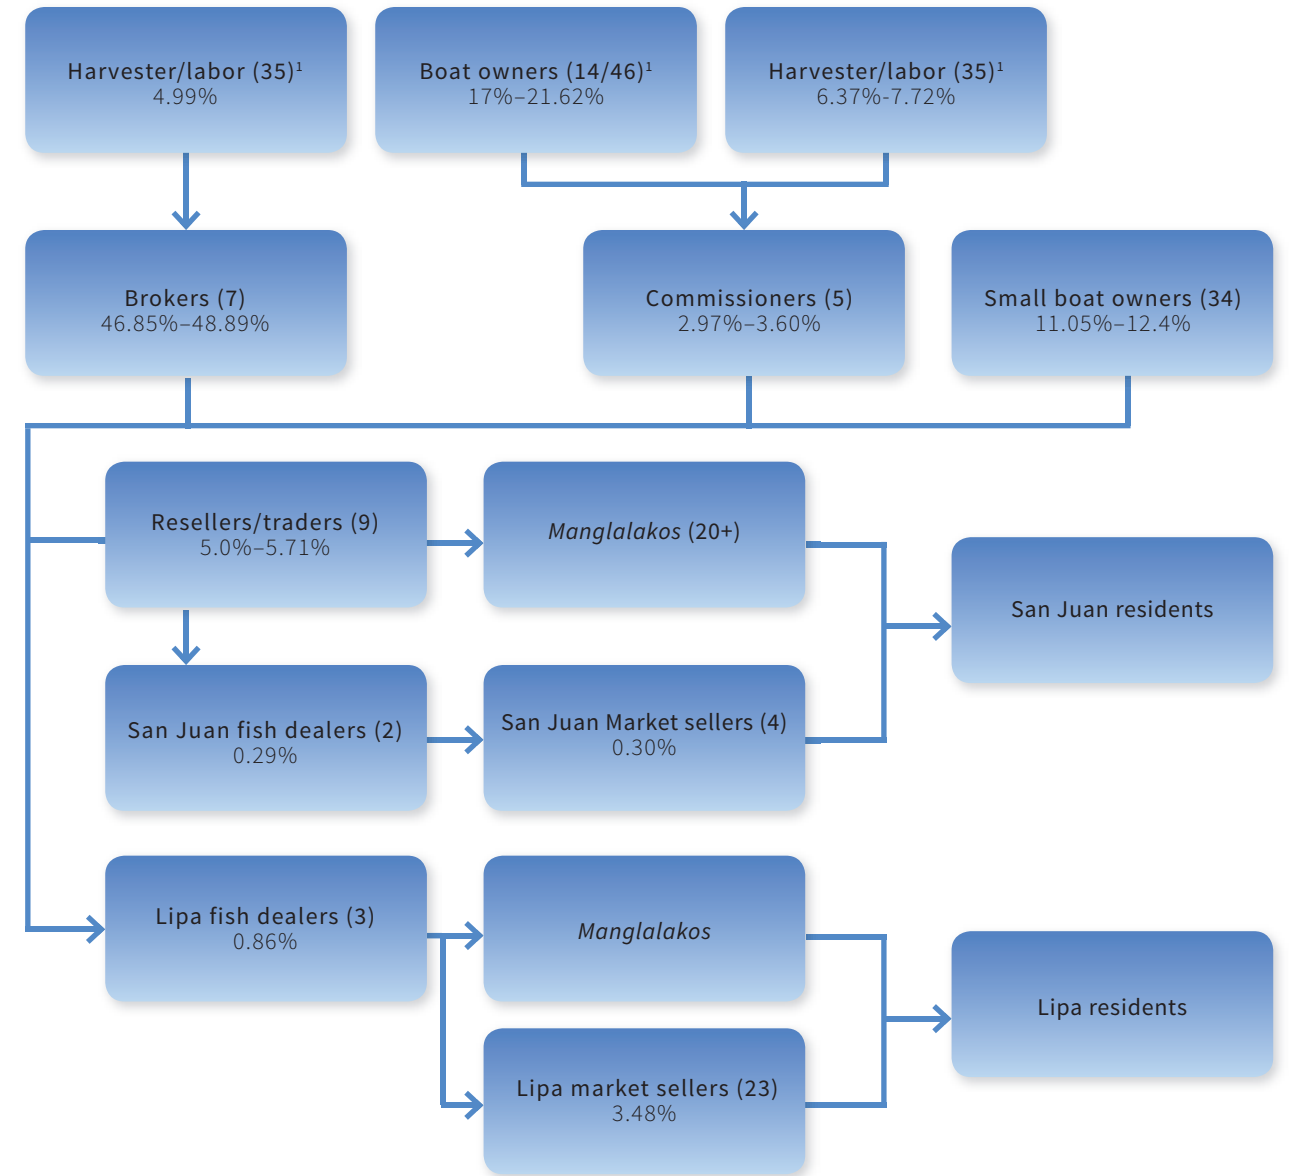 Harvester/labor (35)¹
4.99%
Boat owners (14/46)¹
17%–21.62%
Harvester/labor (35)¹
6.37%-7.72%
Brokers (7)
46.85%–48.89%
Commissioners (5)
2.97%–3.60%
Small boat owners (34)
11.05%–12.4%
Resellers/traders (9)
5.0%–5.71%
Manglalakos (20+)
San Juan residents
San Juan fish dealers (2)
0.29%
San Juan Market sellers (4)
0.30%
Lipa fish dealers (3)
0.86%
Manglalakos
Lipa residents
Lipa market sellers (23)
3.48%